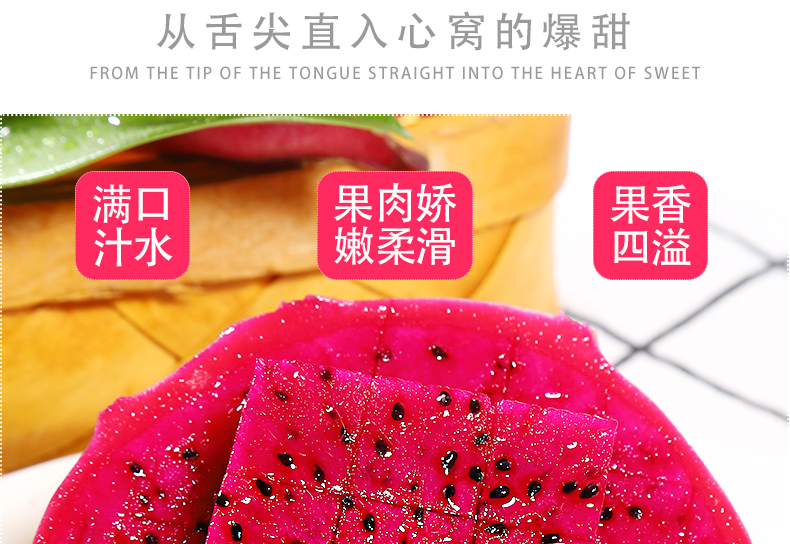 从舌尖直入心窝的爆甜
FROM THE TIP OF THE TONGUE STRAIGHT INTO THE HEART OF SWEET
满口
汁水
果肉娇
嫩柔滑
果香
四溢